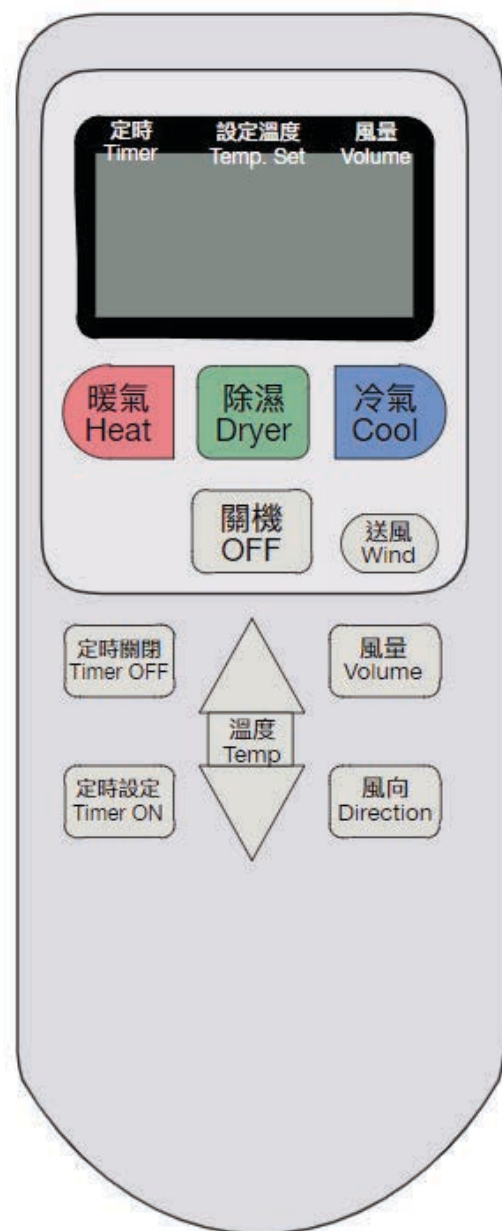 定時 設定溫度 風量
Timer Temp. Set Volume
暖氣 除濕 冷氣
Heat Dryer Cool
關機 送風
OFF Wind
定時關閉 風量
Timer OFF Volume
溫度
Temp
定時設定 風向
Timer ON Direction